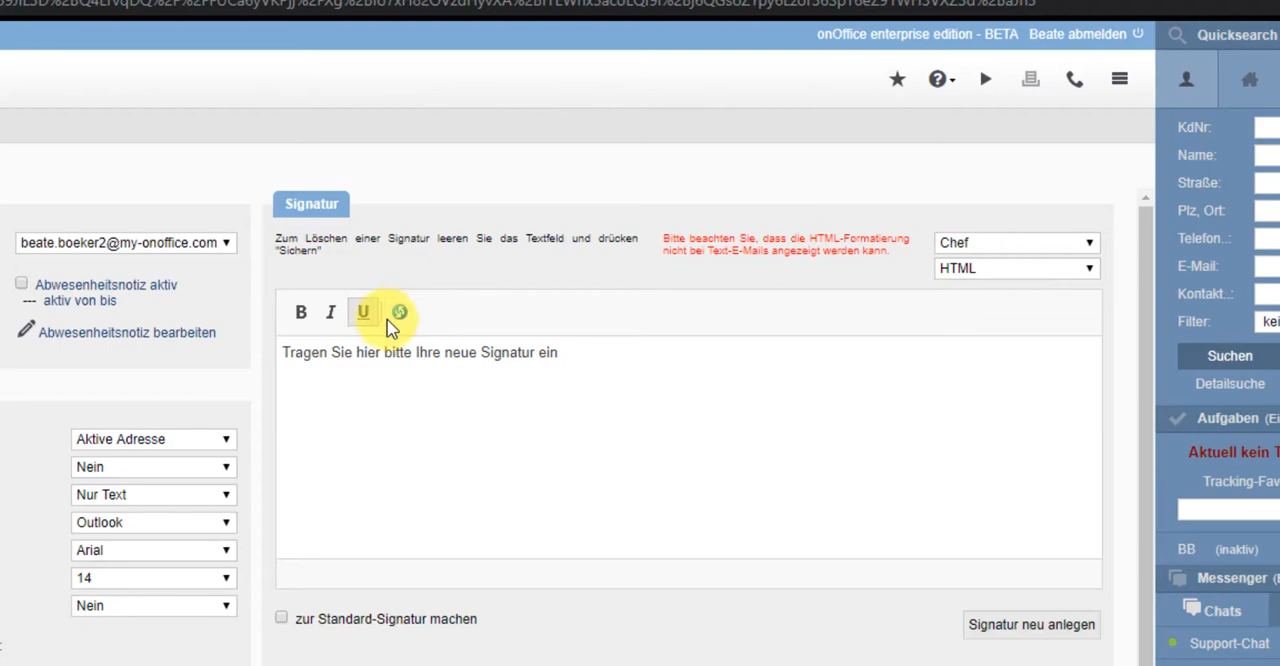 onOffice enterprise edition - BETA Beate abmelden
Quicksearch
KdNr:
Name:
Straße:
Plz, Ort:
Telefon..:
E-Mail:
Kontakt..:
Filter:
Suchen
Detailsuche
Aufgaben
Aktuell kein
Tracking-Fav
BB (inaktiv)
Messenger
Chats
Support-Chat
beate.boeker2@my-onoffice.com
Abwesenheitsnotiz aktiv
--- aktiv von bis
Abwesenheitsnotiz bearbeiten
Aktive Adresse
Nein
Nur Text
Outlook
Arial
14
Nein
Signatur
Zum Löschen einer Signatur leeren Sie das Textfeld und drücken
"Sichern"
Bitte beachten Sie, dass die HTML-Formatierung
nicht bei Text-E-Mails angezeigt werden kann.
Chef
HTML
B I U
Tragen Sie hier bitte Ihre neue Signatur ein
zur Standard-Signatur machen
Signatur neu anlegen